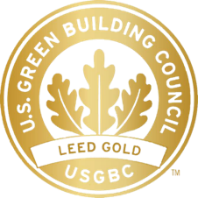 U.S. GREEN BUILDING COUNCIL
LEED GOLD
USGBC
TM